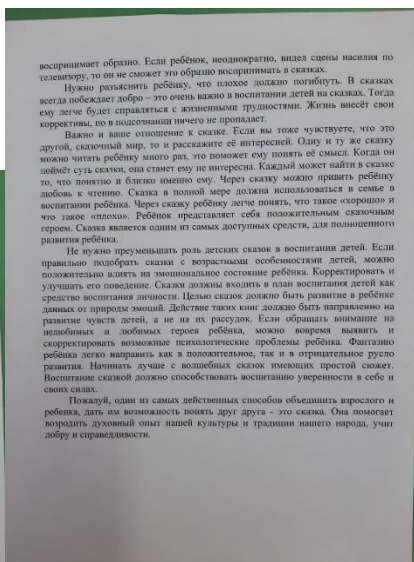 воспринимает образно. Если ребёнок, неоднократно, видел сцены насилия по
телевизору, то он не сможет это образно воспринимать в сказках.
Нужно разъяснить ребёнку, что плохое должно погибнуть. В сказках
всегда побеждает добро – это очень важно в воспитании детей на сказках. Тогда
ему легче будет справляться с жизненными трудностями. Жизнь внесёт свои
коррективы, но в подсознании ничего не пропадает.
Важно и ваше отношение к сказке. Если вы тоже чувствуете, что это
другой, сказочный мир, то и расскажете её интересней. Одну и ту же сказку
можно читать ребёнку много раз, это поможет ему понять её смысл. Когда он
поймёт суть сказки, она станет ему не интересна. Каждый может найти в сказке
то, что понятно и близко именно ему. Через сказку можно привить ребёнку
любовь к чтению. Сказка в полной мере должна использоваться в семье в
воспитании ребёнка. Через сказку ребёнку легче понять, что такое «хорошо» и
что такое «плохо». Ребёнок представляет себя положительным сказочным
героем. Сказка является одним из самых доступных средств, для полноценного
развития ребёнка.
Не нужно преуменьшать роль детских сказок в воспитании детей. Если
правильно подобрать сказки с возрастными особенностями детей, можно
положительно влиять на эмоциональное состояние ребёнка. Корректировать и
улучшать его поведение. Сказки должны входить в план воспитания детей как
средство воспитания личности. Целью сказок должно быть развитие в ребёнке
данных от природы эмоций. Действие таких книг должно быть направленно на
развитие чувств детей, а не на их рассудок. Если обращать внимание на
нелюбимых и любимых героев ребёнка, можно вовремя выявить и
скорректировать возможные психологические проблемы ребёнка. Фантазию
ребёнка легко направить как в положительное, так и в отрицательное русло
развития. Начинать лучше с волшебных сказок имеющих простой сюжет.
Воспитание сказкой должно способствовать воспитанию уверенности в себе и
своих силах.
Пожалуй, один из самых действенных способов объединить взрослого и
ребенка, дать им возможность понять друг друга - это сказка. Она помогает
возродить духовный опыт нашей культуры и традиции нашего народа, учит
добру и справедливости.